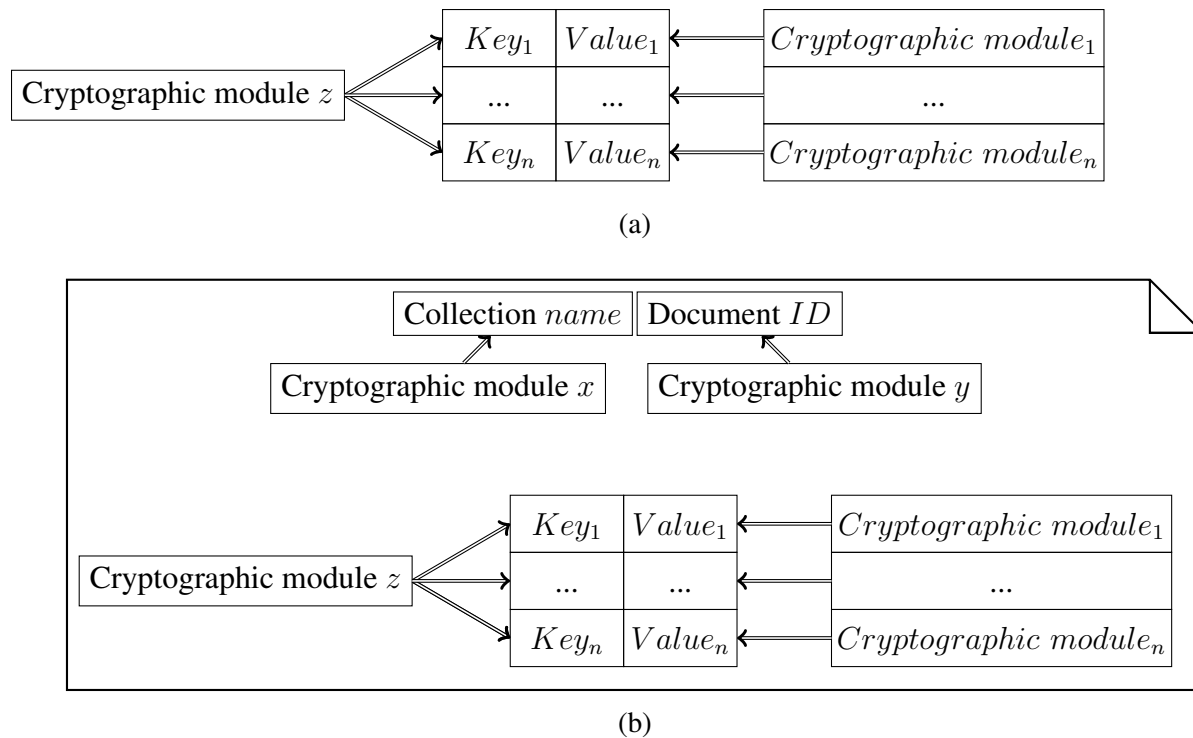 Key₁ Value₁ Cryptographic module₁
Cryptographic module z ... ... ...
Keyₙ Valueₙ Cryptographic moduleₙ
(a)
Collection name Document ID
Cryptographic module x Cryptographic module y
Key₁ Value₁ Cryptographic module₁
Cryptographic module z ... ... ...
Keyₙ Valueₙ Cryptographic moduleₙ
(b)